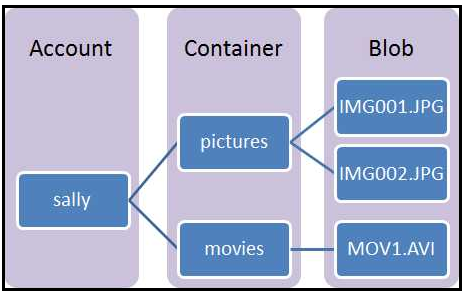 Account
Container
Blob
sally
pictures
movies
IMG001.JPG
IMG002.JPG
MOV1.AVI